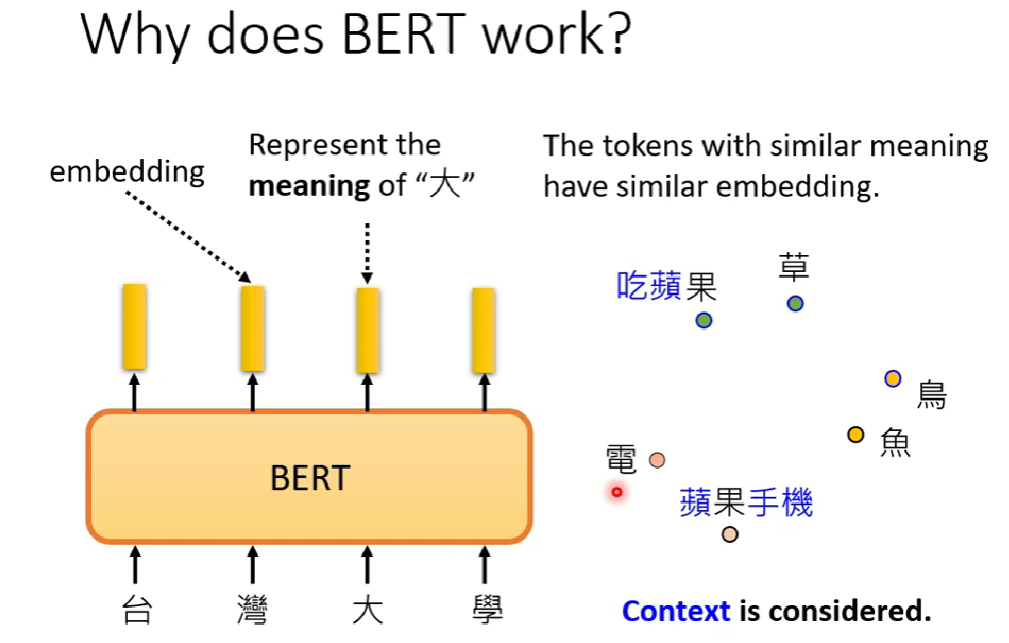 Why does BERT work?
embedding
Represent the
meaning of “大”
The tokens with similar meaning
have similar embedding.
吃蘋果
草
鳥
魚
電
蘋果手機
BERT
台 灣 大 學
Context is considered.